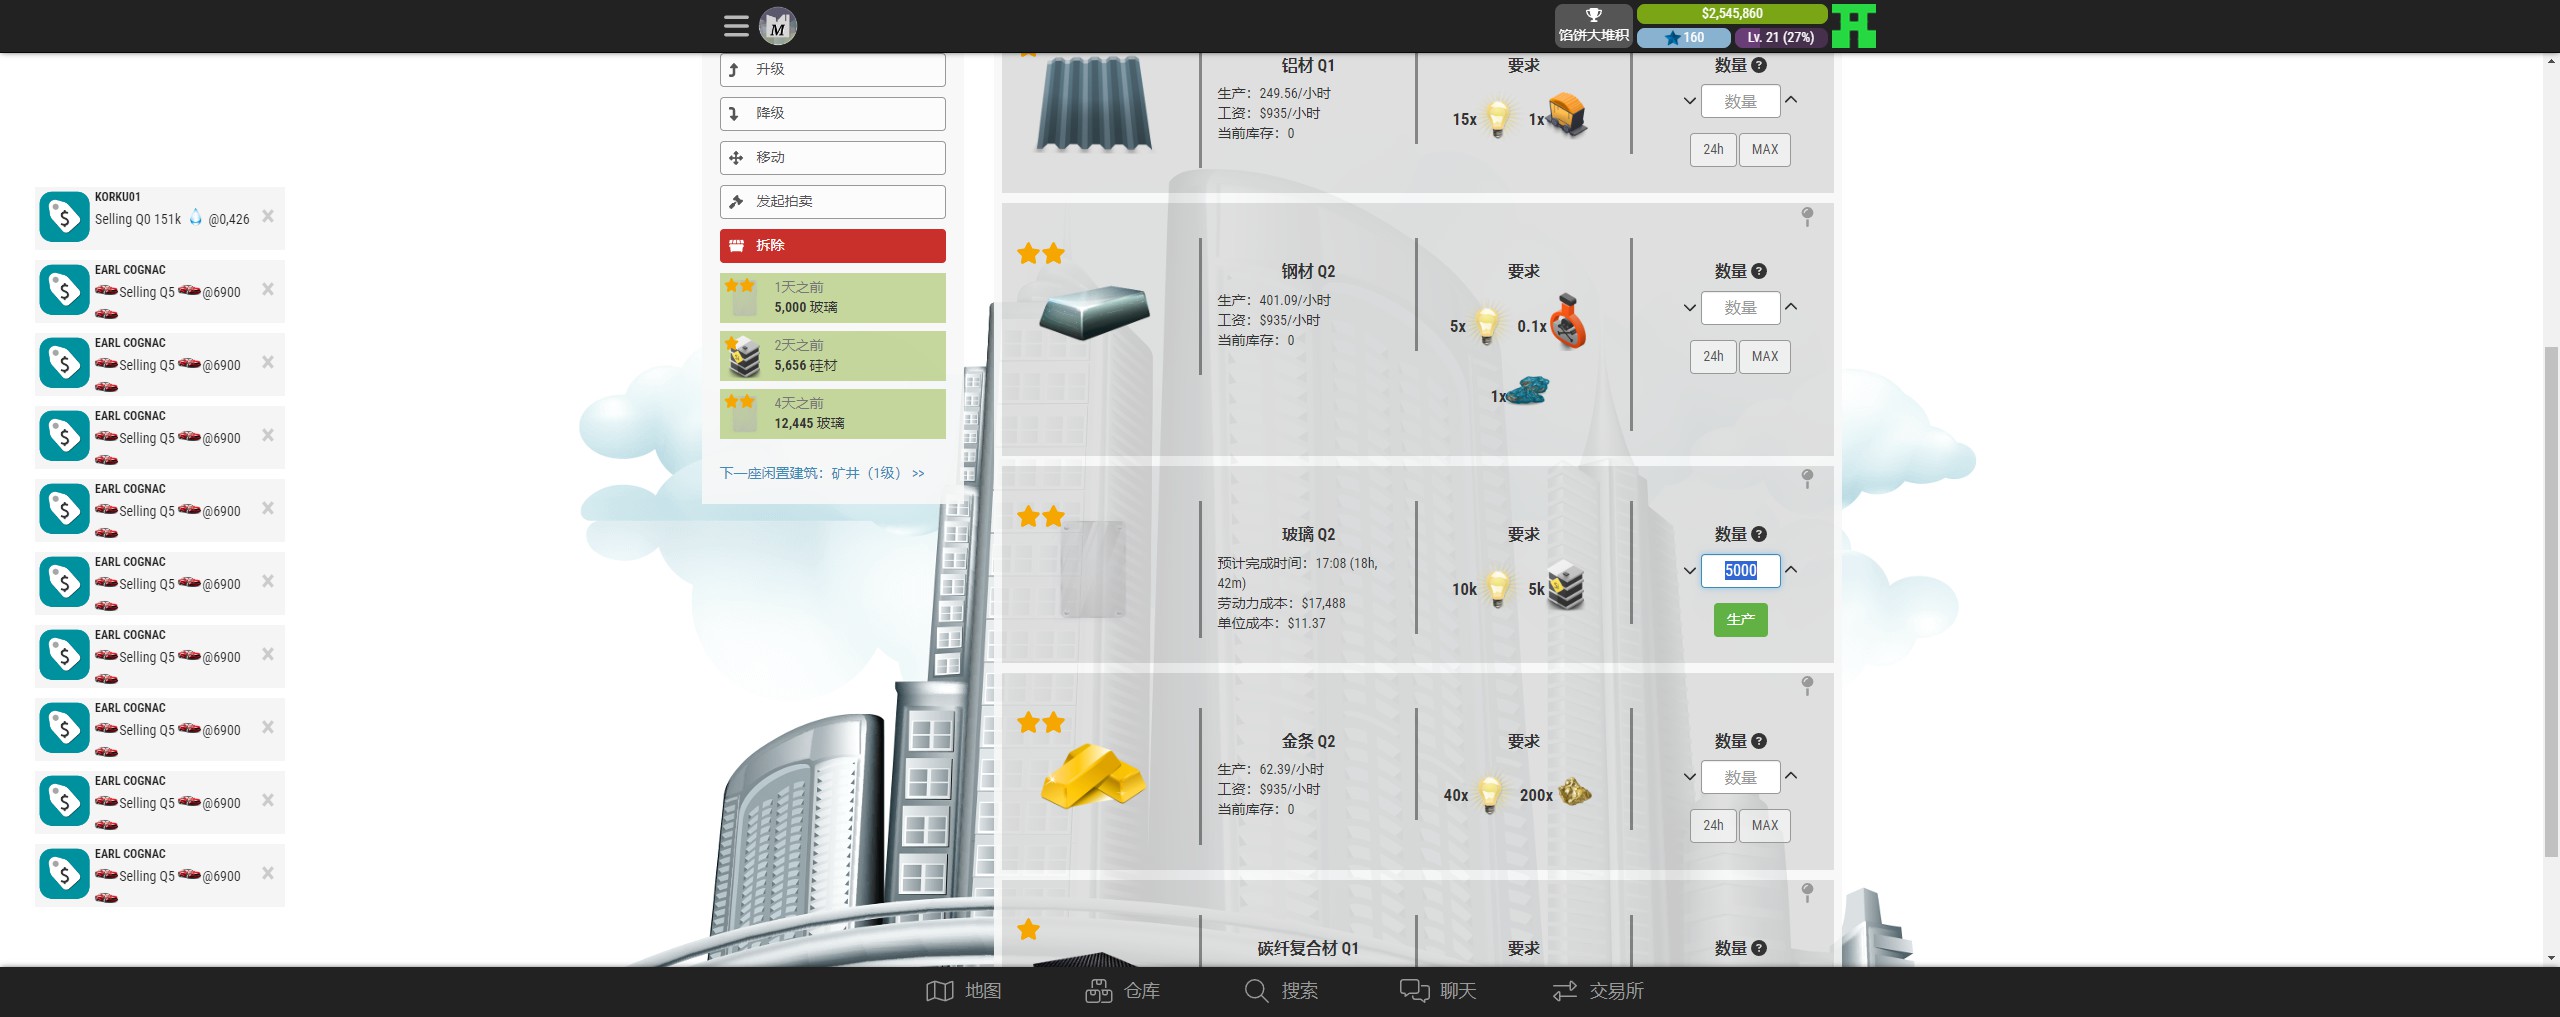 M
馅饼大堆积
$2,545,860
160
Lv. 21 (27%)
KORKU01
Selling Q0 151k @0,426
EARL COGNAC
Selling Q5 @6900
EARL COGNAC
Selling Q5 @6900
EARL COGNAC
Selling Q5 @6900
EARL COGNAC
Selling Q5 @6900
EARL COGNAC
Selling Q5 @6900
EARL COGNAC
Selling Q5 @6900
EARL COGNAC
Selling Q5 @6900
EARL COGNAC
Selling Q5 @6900
EARL COGNAC
Selling Q5 @6900
升级
降级
移动
发起拍卖
拆除
1天之前
5,000 玻璃
2天之前
5,656 硅材
4天之前
12,445 玻璃
下一座闲置建筑：矿井（1级） >>
铝材 Q1
生产：249.56/小时
工资：$935/小时
当前库存：0
要求
15x
1x
数量
数量
24h
MAX
钢材 Q2
生产：401.09/小时
工资：$935/小时
当前库存：0
要求
5x
0.1x
1x
数量
数量
24h
MAX
玻璃 Q2
预计完成时间：17:08 (18h,
42m)
劳动力成本：$17,488
单位成本：$11.37
要求
10k
5k
数量
5000
生产
金条 Q2
生产：62.39/小时
工资：$935/小时
当前库存：0
要求
40x
200x
数量
数量
24h
MAX
碳纤复合材 Q1
要求
数量
地图
仓库
搜索
聊天
交易所